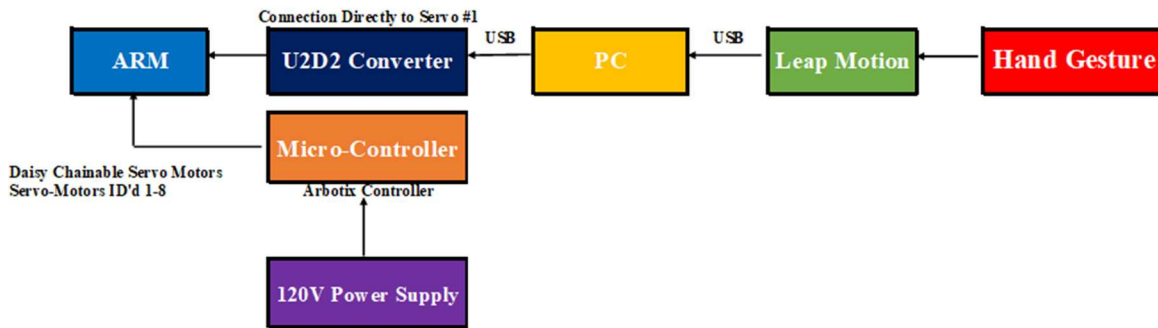 Connection Directly to Servo #1
ARM
U2D2 Converter
USB
PC
USB
Leap Motion
Hand Gesture
Micro-Controller
Daisy Chainable Servo Motors
Servo-Motors ID'd 1-8
Arbotix Controller
120V Power Supply